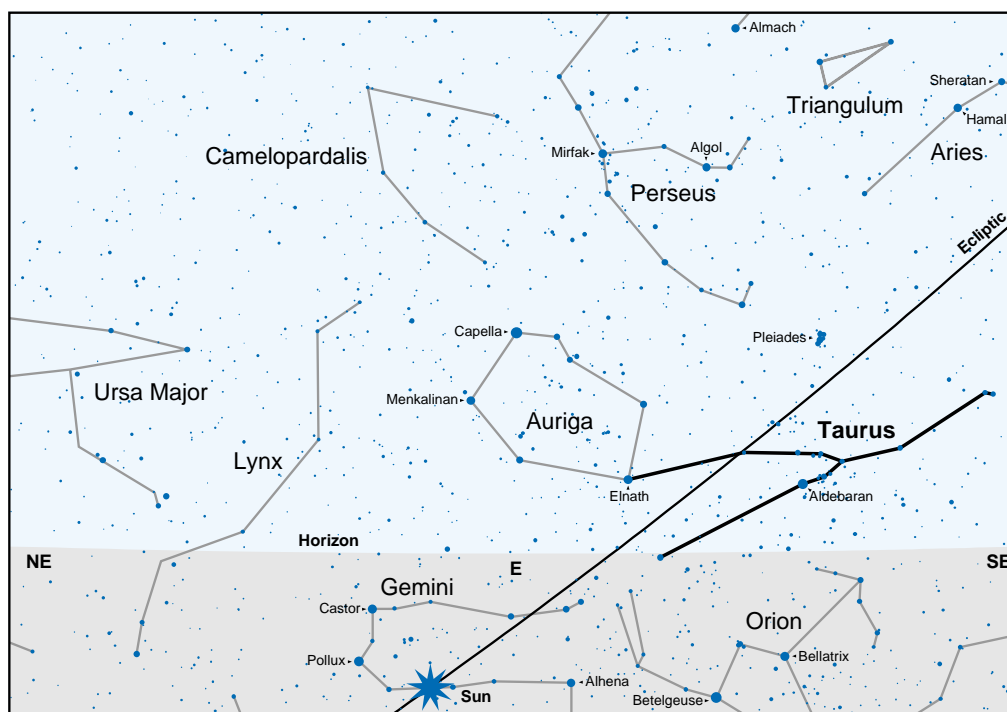 Almach
Sheratan
Triangulum
Hamal
Camelopardalis
Mirfak
Algol
Aries
Perseus
Ecliptic
Capella
Pleiades
Ursa Major
Menkalinan
Auriga
Taurus
Lynx
Elnath
Aldebaran
Horizon
NE
E
SE
Gemini
Castor
Orion
Pollux
Bellatrix
Sun
Alhena
Betelgeuse